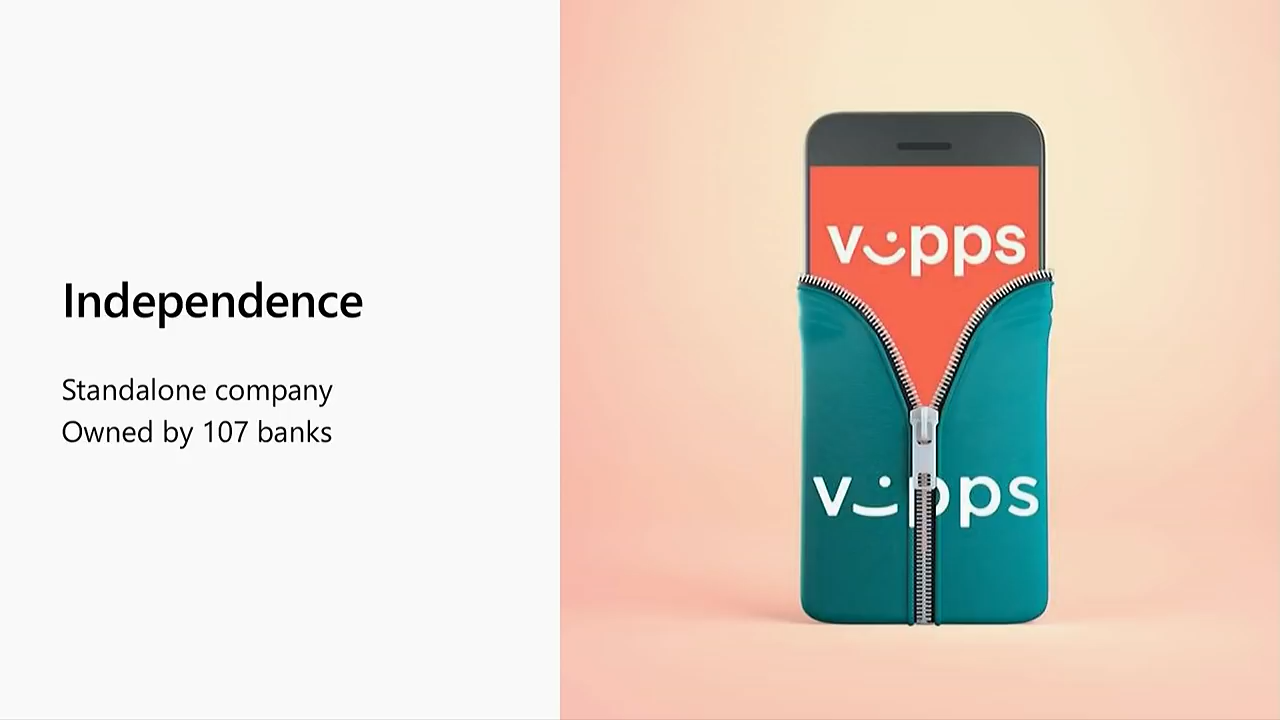 Independence
Standalone company
Owned by 107 banks
vipps
vipps